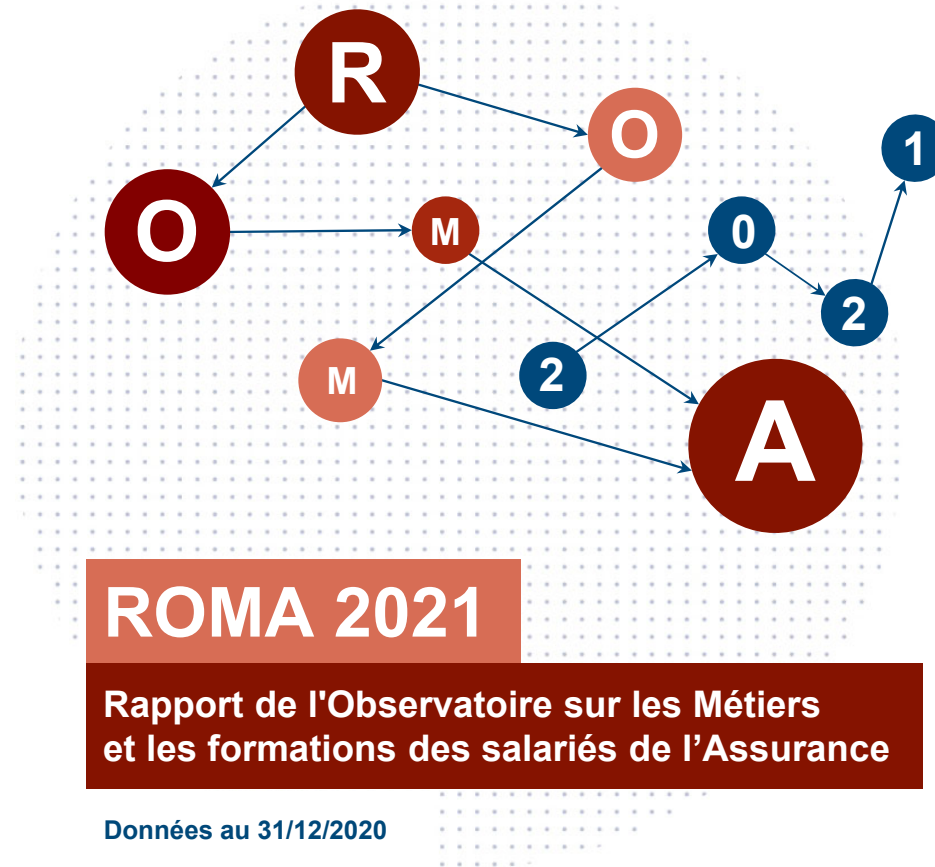 R
O
1
O
M
0
2
M
2
A
ROMA 2021
Rapport de l'Observatoire sur les Métiers
et les formations des salariés de l’Assurance
Données au 31/12/2020